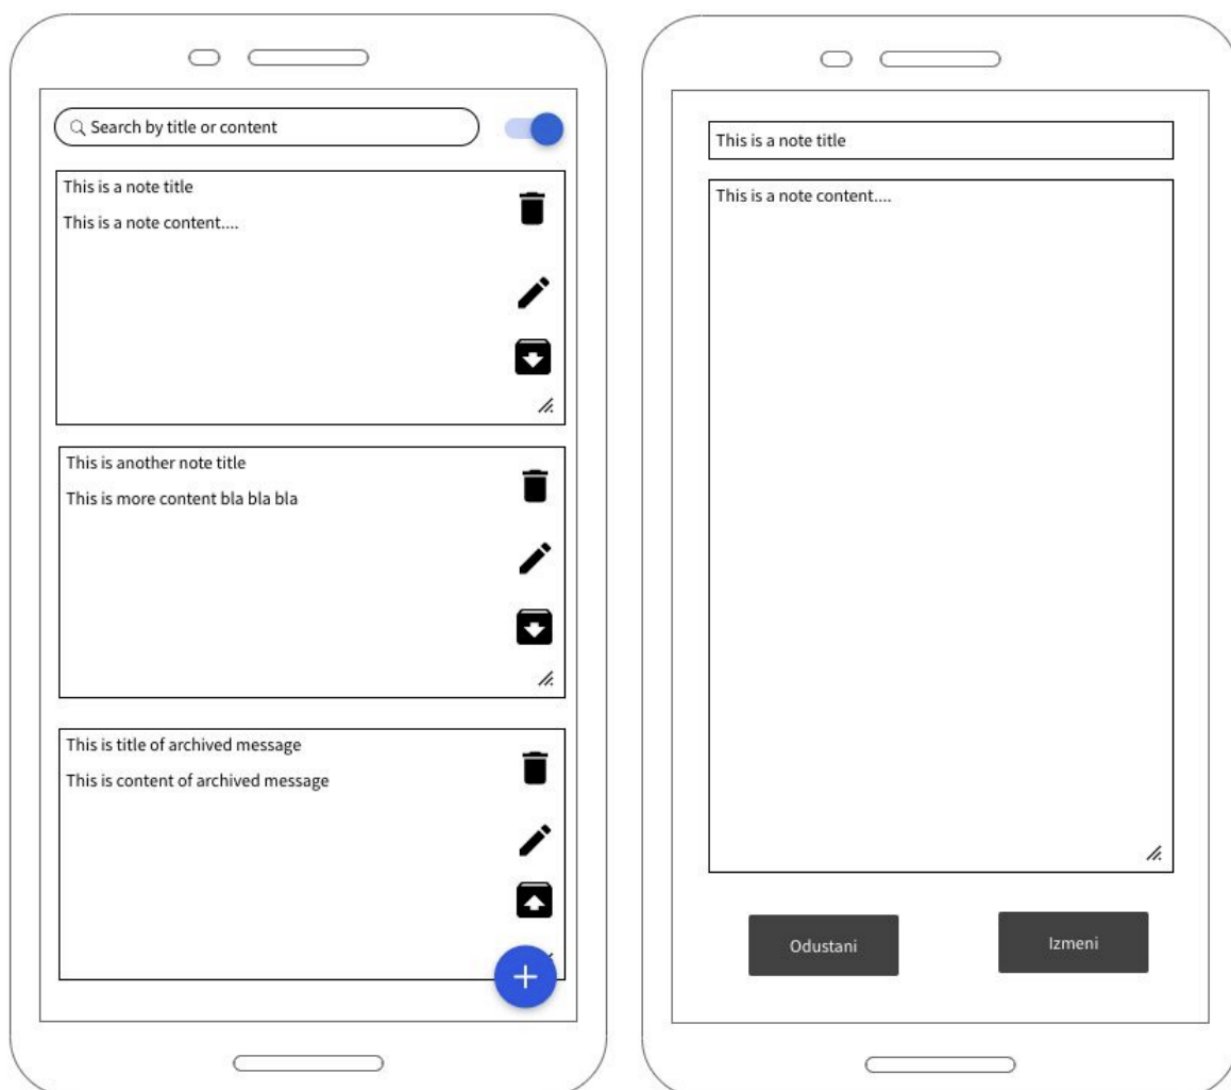 Search by title or content
This is a note title
This is a note content....
This is another note title
This is more content bla bla bla
This is title of archived message
This is content of archived message
This is a note title
This is a note content....
Odustani
Izmeni